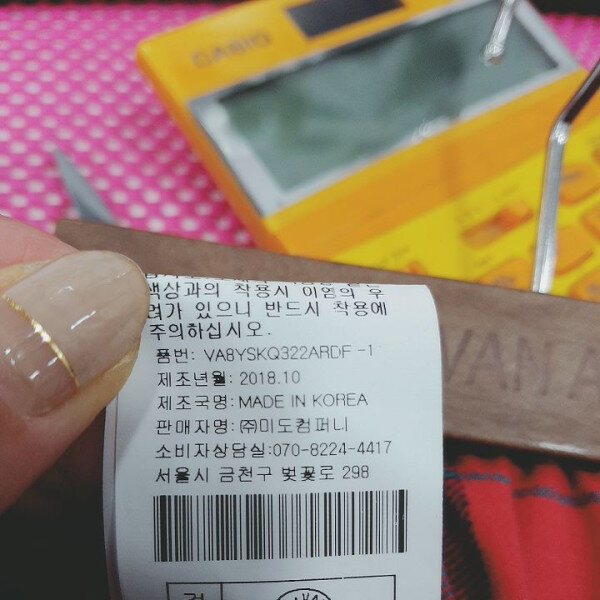 CASIO
색상과의 착용시 이염의 우
려가 있으니 반드시 착용에
주의하십시오.
품번: VA8YSKQ322ARDF -1
제조년월: 2018.10
제조국명: MADE IN KOREA
판매자명: ㈜미도컴퍼니
소비자상담실:070-8224-4417
서울시 금천구 벚꽃로 298
VAN